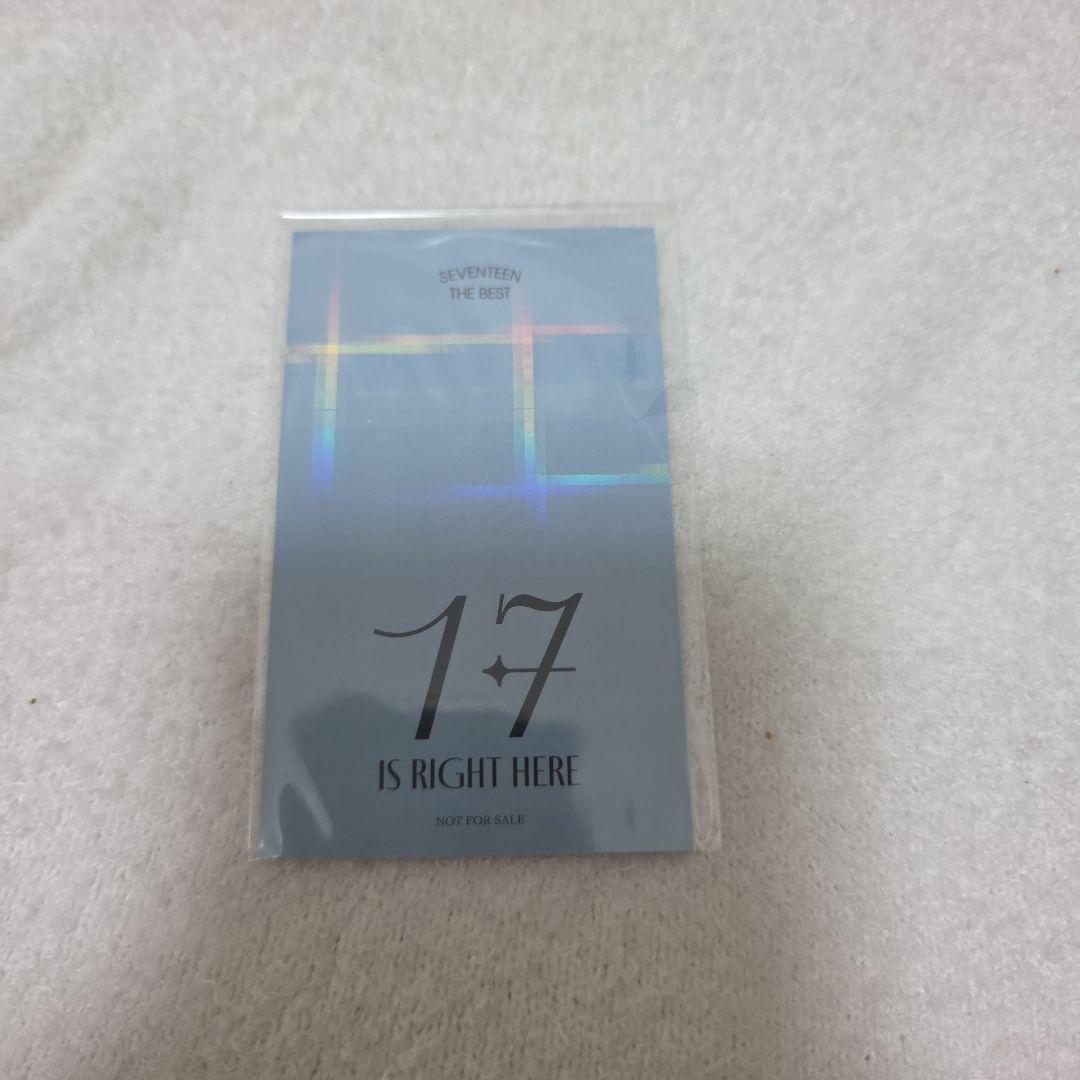 SEVENTEEN
THE BEST
17
IS RIGHT HERE
NOT FOR SALE